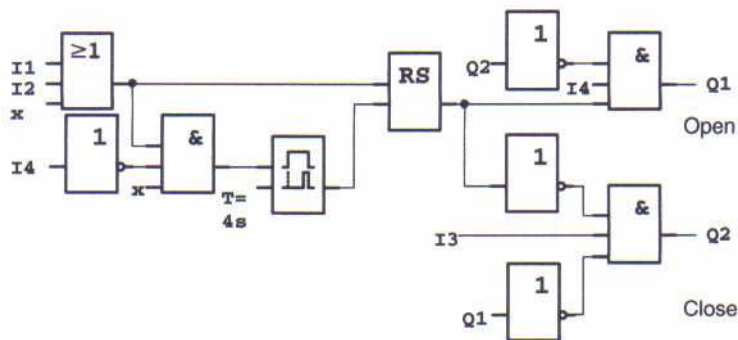 ≥1
I1
I2
x
1
I4
&
x
T=
4s
RS
1
Q2
&
I4
Q1
Open
1
&
I3
Q2
1
Q1
Close